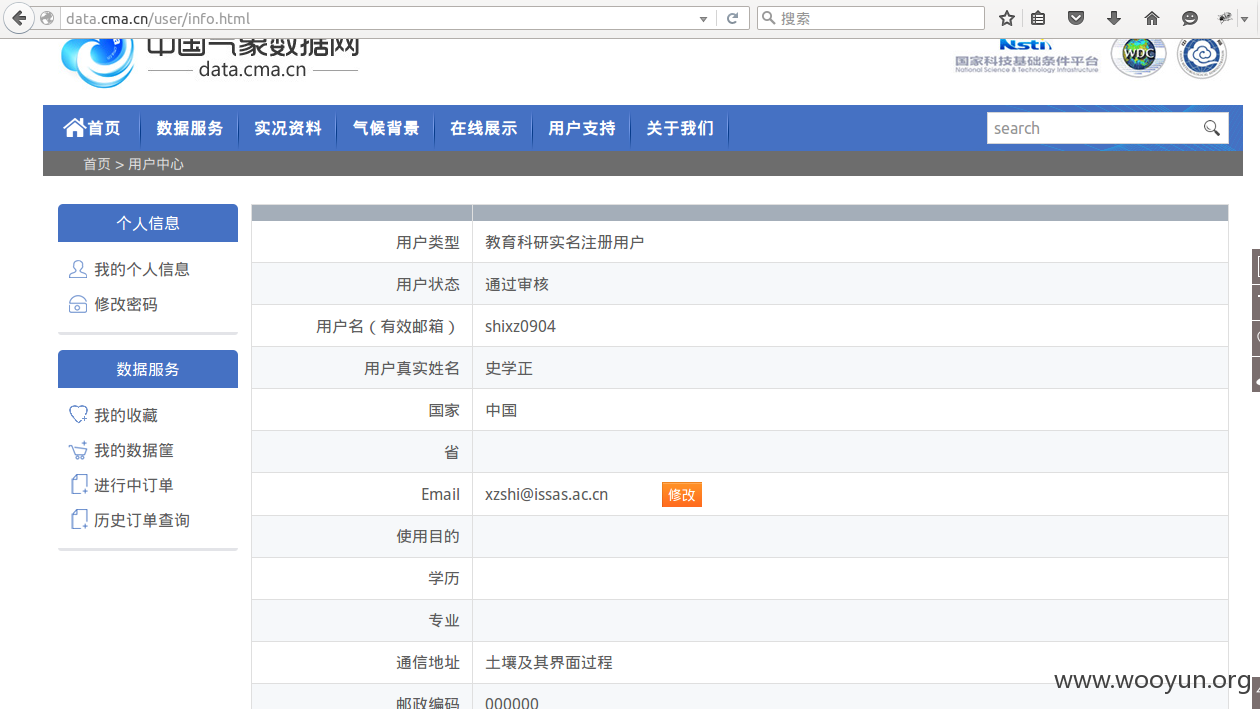 data.cma.cn/user/info.html
搜索
中国气象数据网
data.cma.cn
Nsti
国家科技基础条件平台
National Science & Technology Infrastructure
WDC
首页 数据服务 实况资料 气候背景 在线展示 用户支持 关于我们
search
首页 > 用户中心
个人信息
我的个人信息
修改密码
数据服务
我的收藏
我的数据筐
进行中订单
历史订单查询
用户类型 教育科研实名注册用户
用户状态 通过审核
用户名（有效邮箱） shixz0904
用户真实姓名 史学正
国家 中国
省
Email xzshi@issas.ac.cn 修改
使用目的
学历
专业
通信地址 土壤及其界面过程
邮政编码 000000
www.wooyun.org